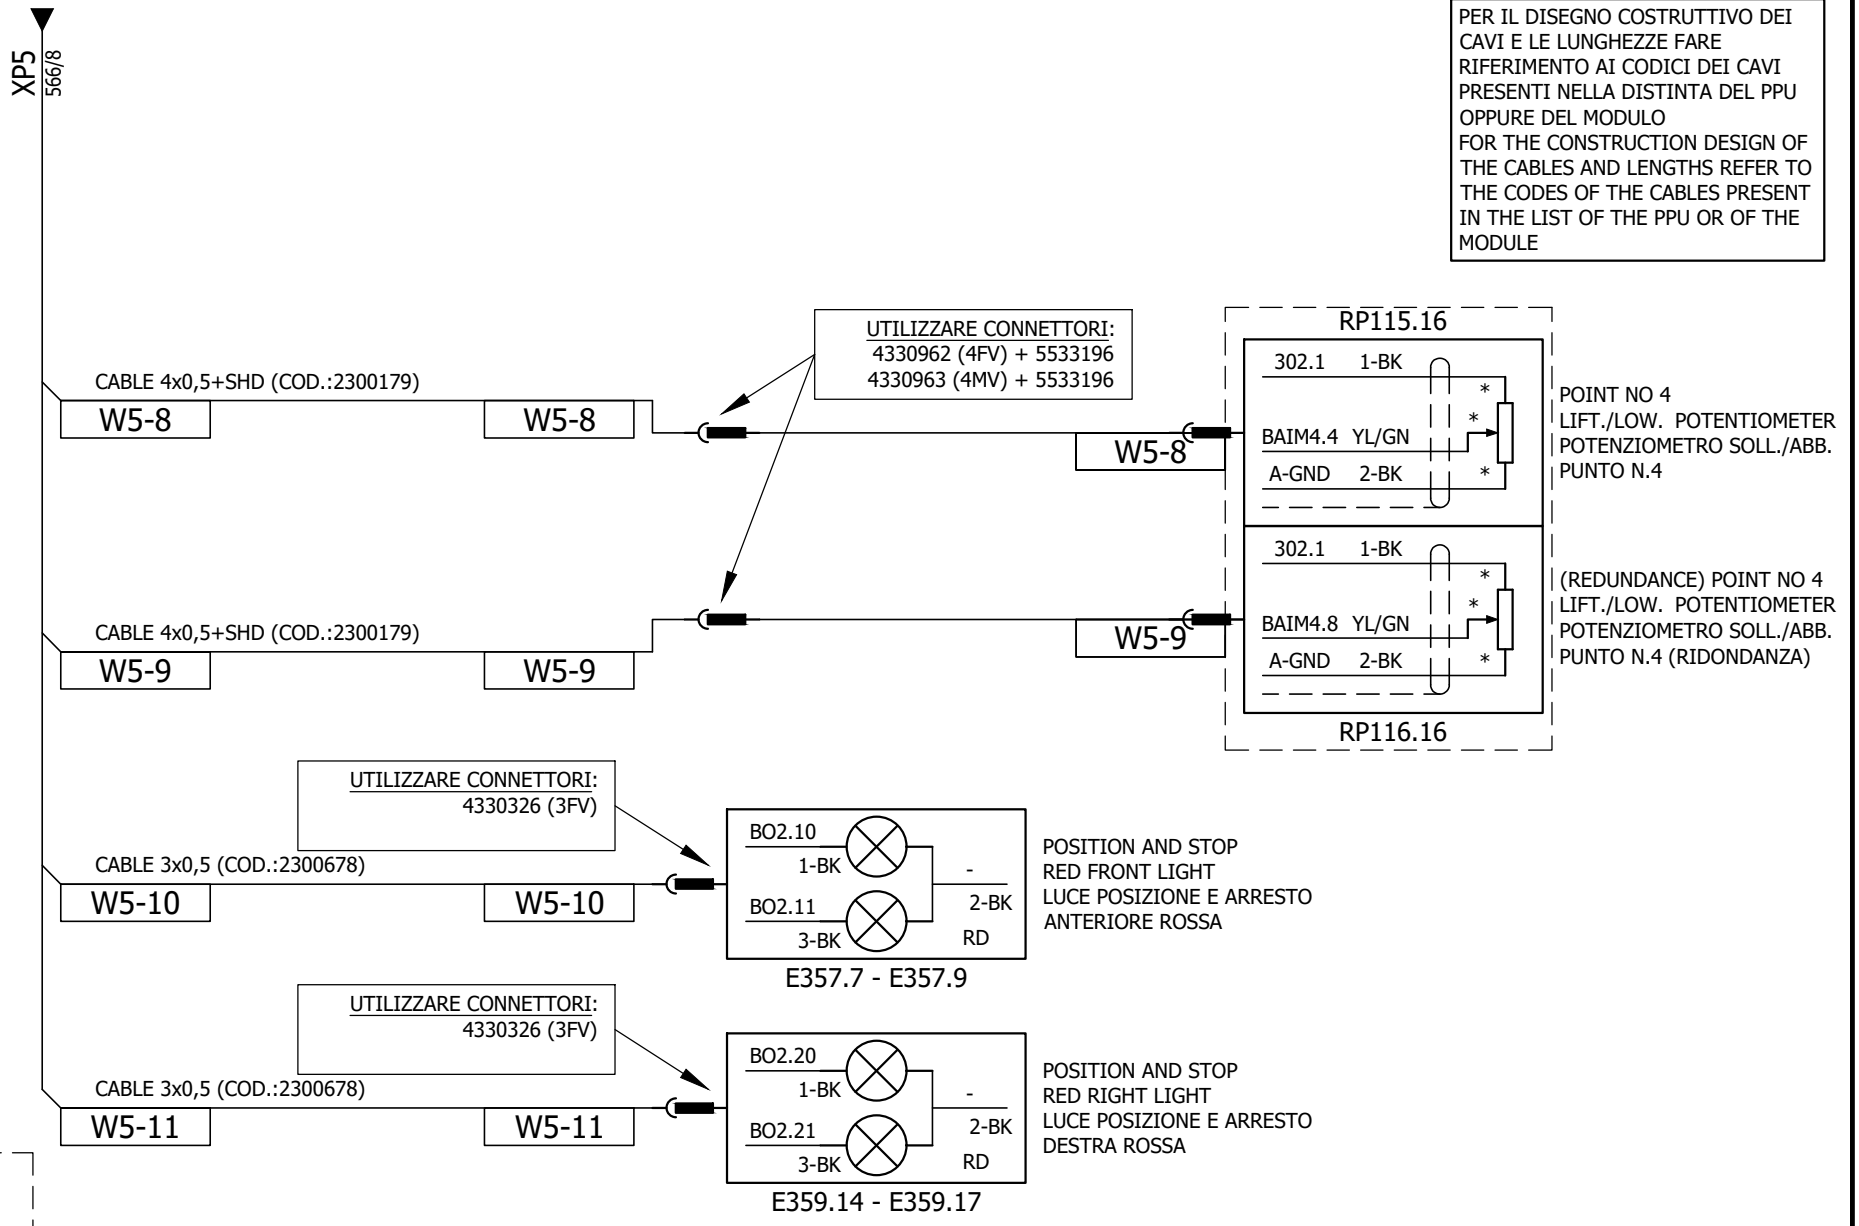 XP5
566/8
PER IL DISEGNO COSTRUTTIVO DEI
CAVI E LE LUNGHEZZE FARE
RIFERIMENTO AI CODICI DEI CAVI
PRESENTI NELLA DISTINTA DEL PPU
OPPURE DEL MODULO
FOR THE CONSTRUCTION DESIGN OF
THE CABLES AND LENGTHS REFER TO
THE CODES OF THE CABLES PRESENT
IN THE LIST OF THE PPU OR OF THE
MODULE
CABLE 4x0,5+SHD (COD.:2300179)
W5-8
W5-8
UTILIZZARE CONNETTORI:
4330962 (4FV) + 5533196
4330963 (4MV) + 5533196
W5-8
RP115.16
302.1 1-BK
*
*
BAIM4.4 YL/GN
A-GND 2-BK *
POINT NO 4
LIFT./LOW. POTENTIOMETER
POTENZIOMETRO SOLL./ABB.
PUNTO N.4
CABLE 4x0,5+SHD (COD.:2300179)
W5-9
W5-9
W5-9
302.1 1-BK
*
*
BAIM4.8 YL/GN
A-GND 2-BK *
RP116.16
(REDUNDANCE) POINT NO 4
LIFT./LOW. POTENTIOMETER
POTENZIOMETRO SOLL./ABB.
PUNTO N.4 (RIDONDANZA)
UTILIZZARE CONNETTORI:
4330326 (3FV)
CABLE 3x0,5 (COD.:2300678)
W5-10
W5-10
BO2.10
1-BK
-
BO2.11
2-BK
3-BK
RD
E357.7 - E357.9
POSITION AND STOP
RED FRONT LIGHT
LUCE POSIZIONE E ARRESTO
ANTERIORE ROSSA
UTILIZZARE CONNETTORI:
4330326 (3FV)
CABLE 3x0,5 (COD.:2300678)
W5-11
W5-11
BO2.20
1-BK
-
BO2.21
2-BK
3-BK
RD
E359.14 - E359.17
POSITION AND STOP
RED RIGHT LIGHT
LUCE POSIZIONE E ARRESTO
DESTRA ROSSA